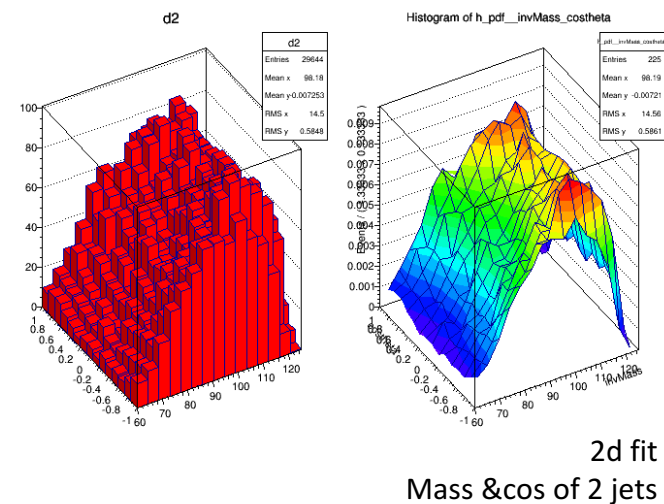 d2
d2
Entries 29644
Mean x 98.18
Mean y-0.007253
RMS x 14.5
RMS y 0.5848
100
80
60
40
20
0
1
0.8
0.6
0.4
0.2
0
-0.2
-0.4
-0.6
-0.8
-1
60
70
80
90
100
110
120
Histogram of h_pdf__invMass_costheta
h_pdf__invMass_costheta
Entries 225
Mean x 98.19
Mean y -0.00721
RMS x 14.56
RMS y 0.5861
0.009
0.008
0.007
0.006
0.005
0.004
0.003
0.002
0.001
0
Events /
1
0.2
0
-0.2
-0.4
-0.6
-0.8
-1
60
70
80
90
100
110
120
invMass
2d fit
Mass &cos of 2 jets